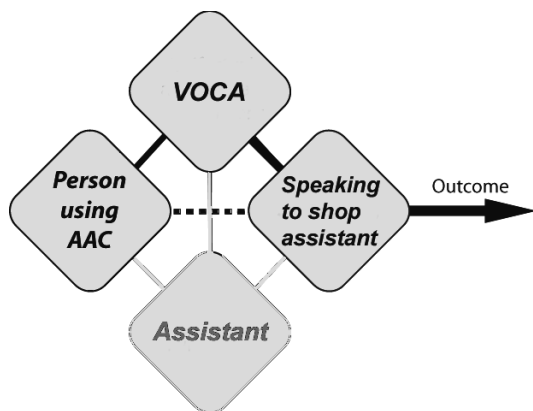 VOCA
Person
using
AAC
Speaking
to shop
assistant
Outcome
Assistant